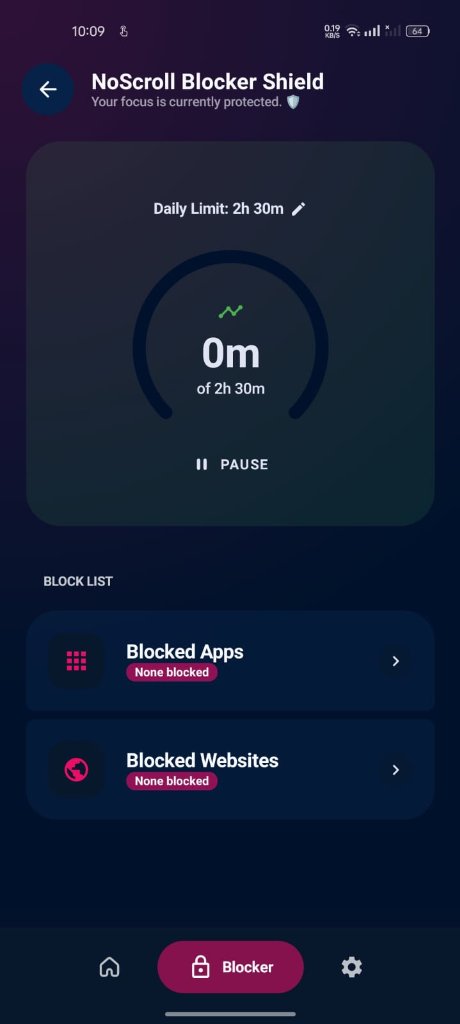 10:09
0.19 KB/S
64
NoScroll Blocker Shield
Your focus is currently protected. 🛡️
Daily Limit: 2h 30m
0m
of 2h 30m
PAUSE
BLOCK LIST
Blocked Apps
None blocked
Blocked Websites
None blocked
Blocker